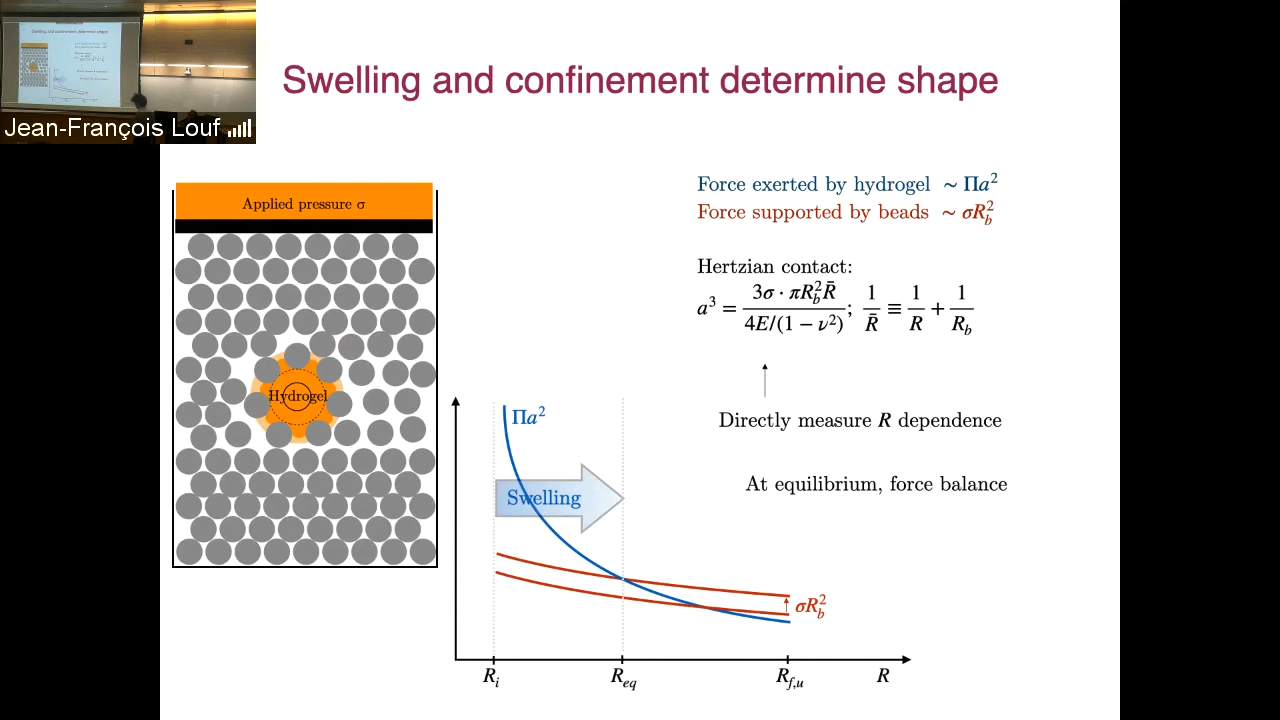 Swelling and confinement determine shape
Jean-François Louf
Applied pressure σ
Hydrogel
Force exerted by hydrogel ~ Πa²
Force supported by beads ~ σR_b²
Hertzian contact:
a³ = 3σ · πR_b²R̄ / 4E/(1 − ν²) ; 1/R̄ ≡ 1/R + 1/R_b
Directly measure R dependence
At equilibrium, force balance
Πa²
Swelling
σR_b²
R_i R_eq R_f,u R